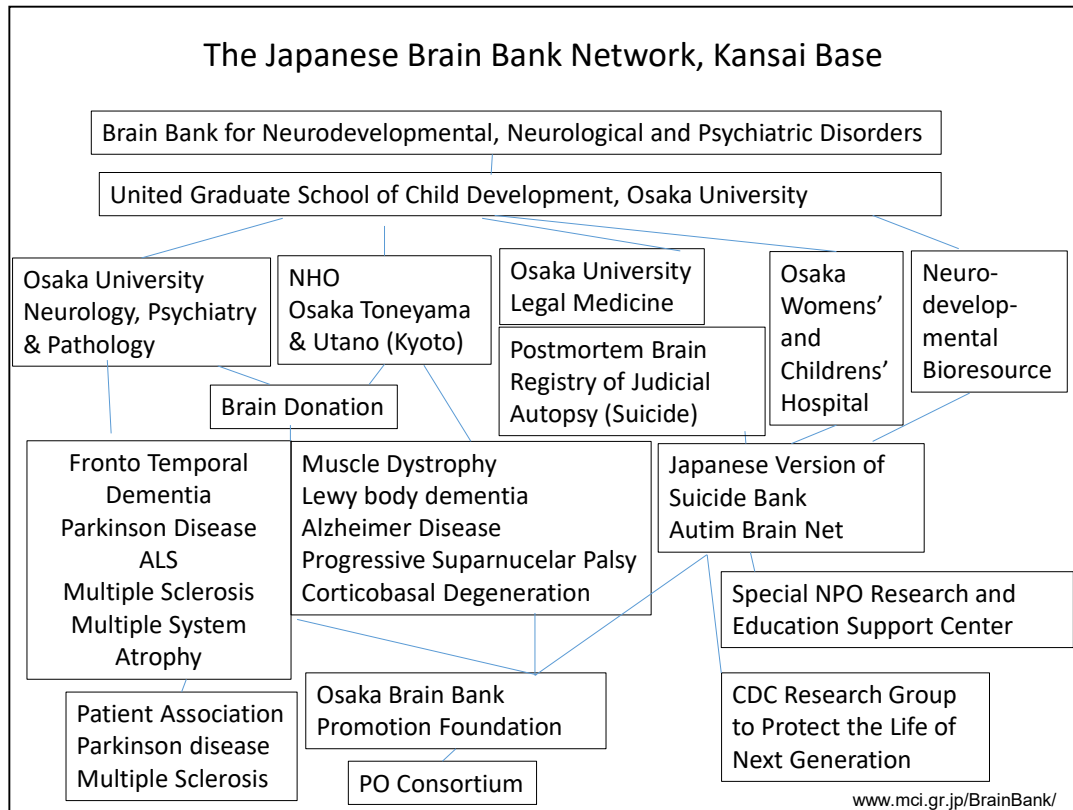 The Japanese Brain Bank Network, Kansai Base
Brain Bank for Neurodevelopmental, Neurological and Psychiatric Disorders
United Graduate School of Child Development, Osaka University
Osaka University
Neurology, Psychiatry
& Pathology
NHO
Osaka Toneyama
& Utano (Kyoto)
Osaka University
Legal Medicine
Postmortem Brain
Registry of Judicial
Autopsy (Suicide)
Osaka
Womens’
and
Childrens’
Hospital
Neuro-
develop-
mental
Bioresource
Brain Donation
Fronto Temporal
Dementia
Parkinson Disease
ALS
Multiple Sclerosis
Multiple System
Atrophy
Muscle Dystrophy
Lewy body dementia
Alzheimer Disease
Progressive Suparnucelar Palsy
Corticobasal Degeneration
Japanese Version of
Suicide Bank
Autim Brain Net
Special NPO Research and
Education Support Center
Patient Association
Parkinson disease
Multiple Sclerosis
Osaka Brain Bank
Promotion Foundation
CDC Research Group
to Protect the Life of
Next Generation
PO Consortium
www.mci.gr.jp/BrainBank/